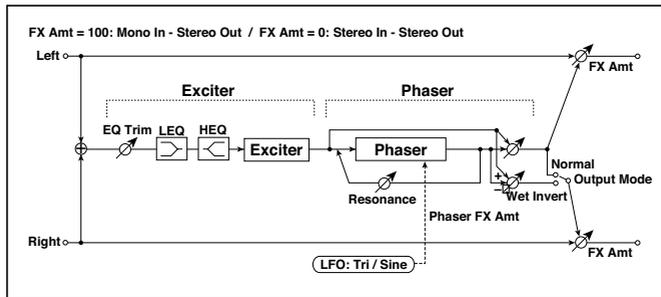 FX Amt = 100: Mono In - Stereo Out / FX Amt = 0: Stereo In - Stereo Out
Left
FX Amt
Exciter
Phaser
EQ Trim
LEQ
HEQ
Exciter
Phaser
Normal
Output Mode
+
–
Wet Invert
Resonance
Phaser FX Amt
Right
FX Amt
LFO: Tri / Sine